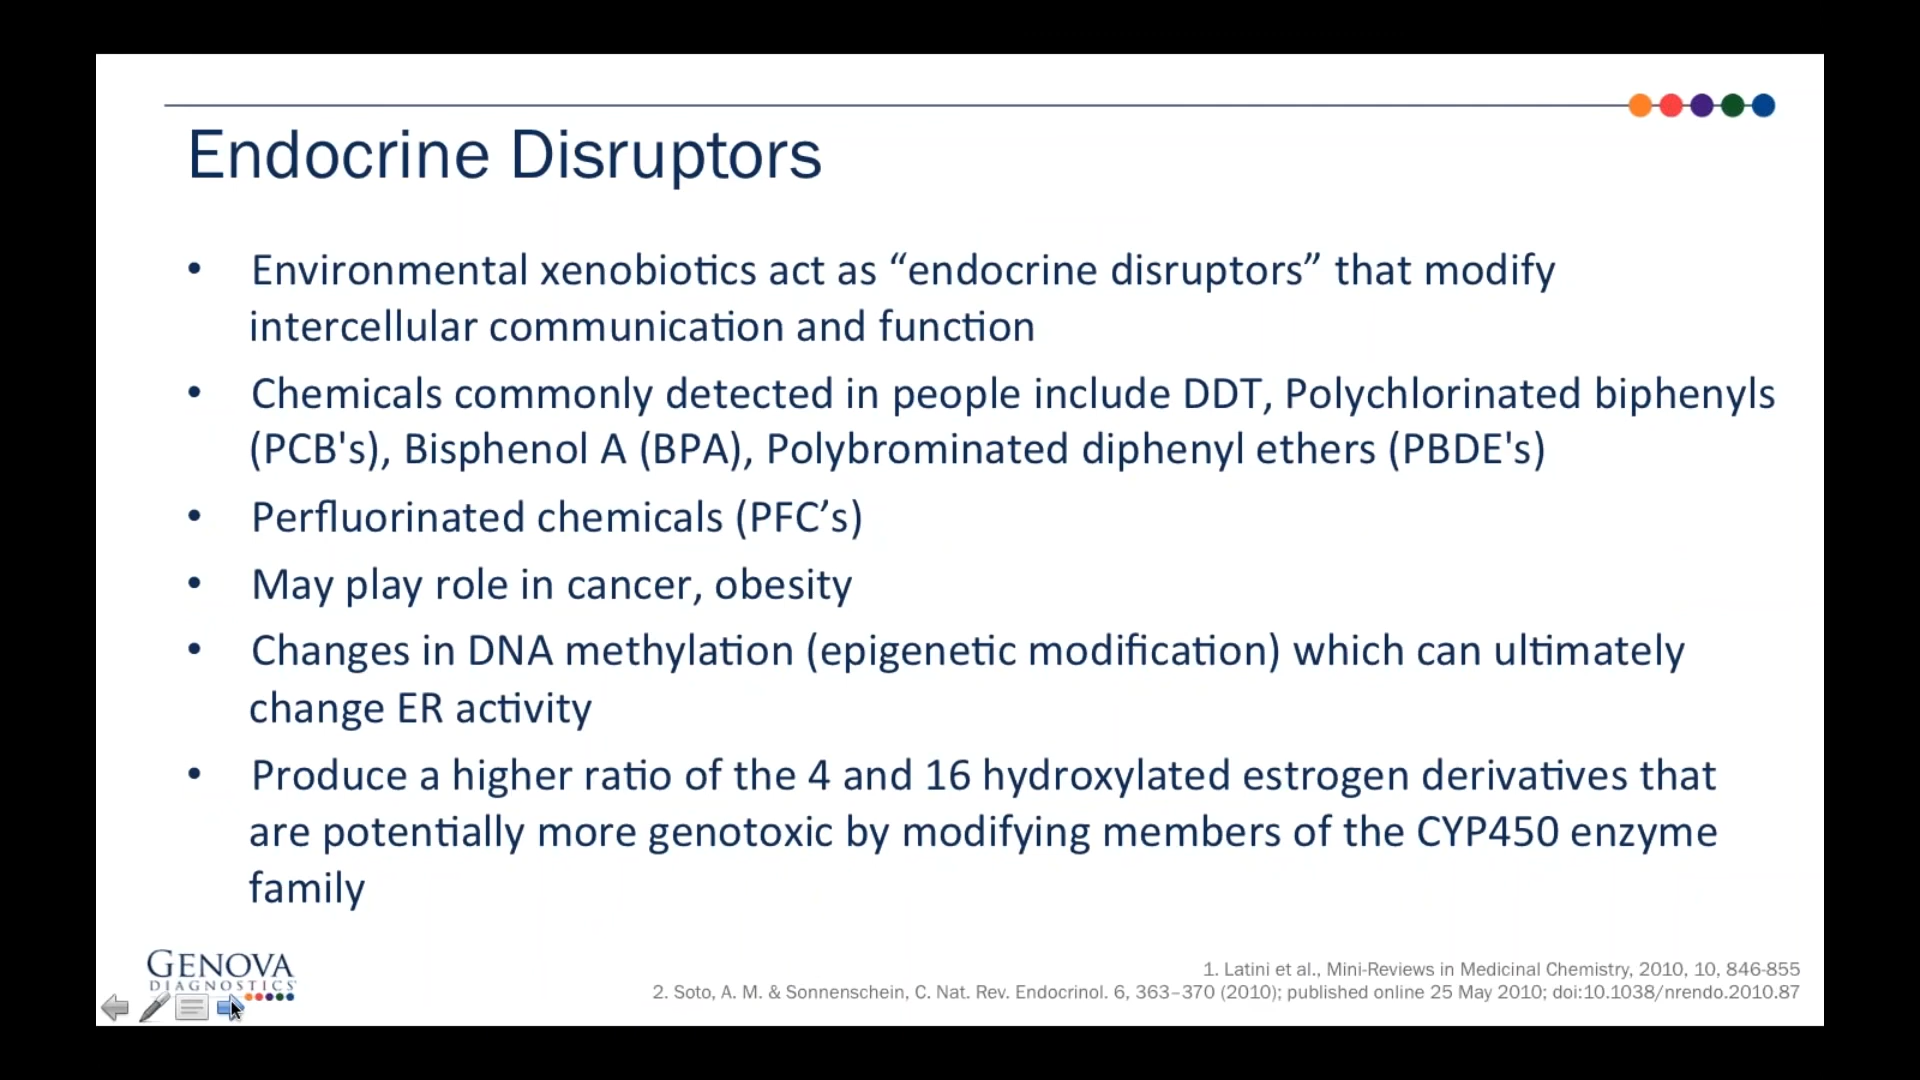 Endocrine Disruptors
• Environmental xenobiotics act as “endocrine disruptors” that modify
intercellular communication and function
• Chemicals commonly detected in people include DDT, Polychlorinated biphenyls
(PCB's), Bisphenol A (BPA), Polybrominated diphenyl ethers (PBDE's)
• Perfluorinated chemicals (PFC’s)
• May play role in cancer, obesity
• Changes in DNA methylation (epigenetic modification) which can ultimately
change ER activity
• Produce a higher ratio of the 4 and 16 hydroxylated estrogen derivatives that
are potentially more genotoxic by modifying members of the CYP450 enzyme
family
GENOVA
DIAGNOSTICS
1. Latini et al., Mini-Reviews in Medicinal Chemistry, 2010, 10, 846-855
2. Soto, A. M. & Sonnenschein, C. Nat. Rev. Endocrinol. 6, 363–370 (2010); published online 25 May 2010; doi:10.1038/nrendo.2010.87